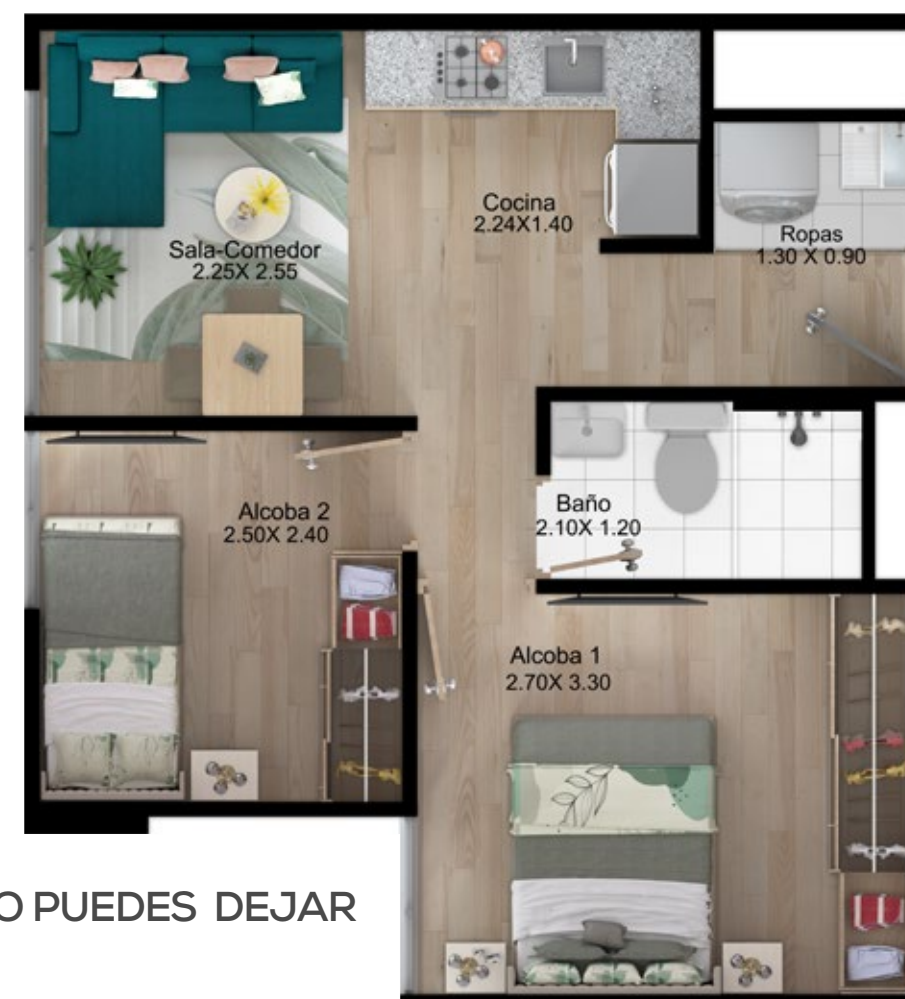 Cocina
2.24X1.40
Ropas
1.30 X 0.90
Sala-Comedor
2.25X 2.55
Alcoba 2
2.50X 2.40
Baño
2.10X 1.20
Alcoba 1
2.70X 3.30
O PUEDES DEJAR